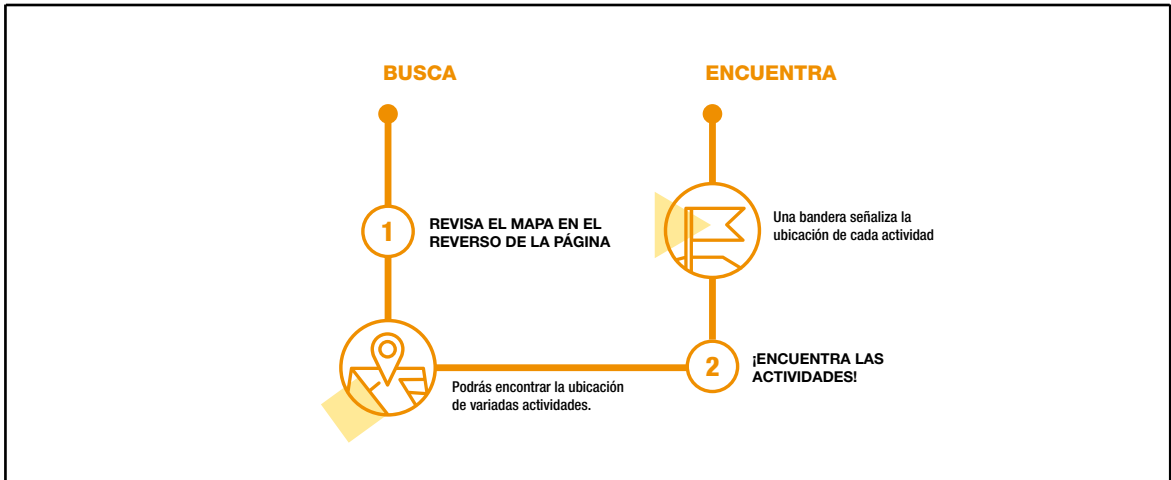 BUSCA
1
REVISA EL MAPA EN EL
REVERSO DE LA PÁGINA
Podrás encontrar la ubicación
de variadas actividades.
ENCUENTRA
Una bandera señaliza la
ubicación de cada actividad
2
¡ENCUENTRA LAS
ACTIVIDADES!